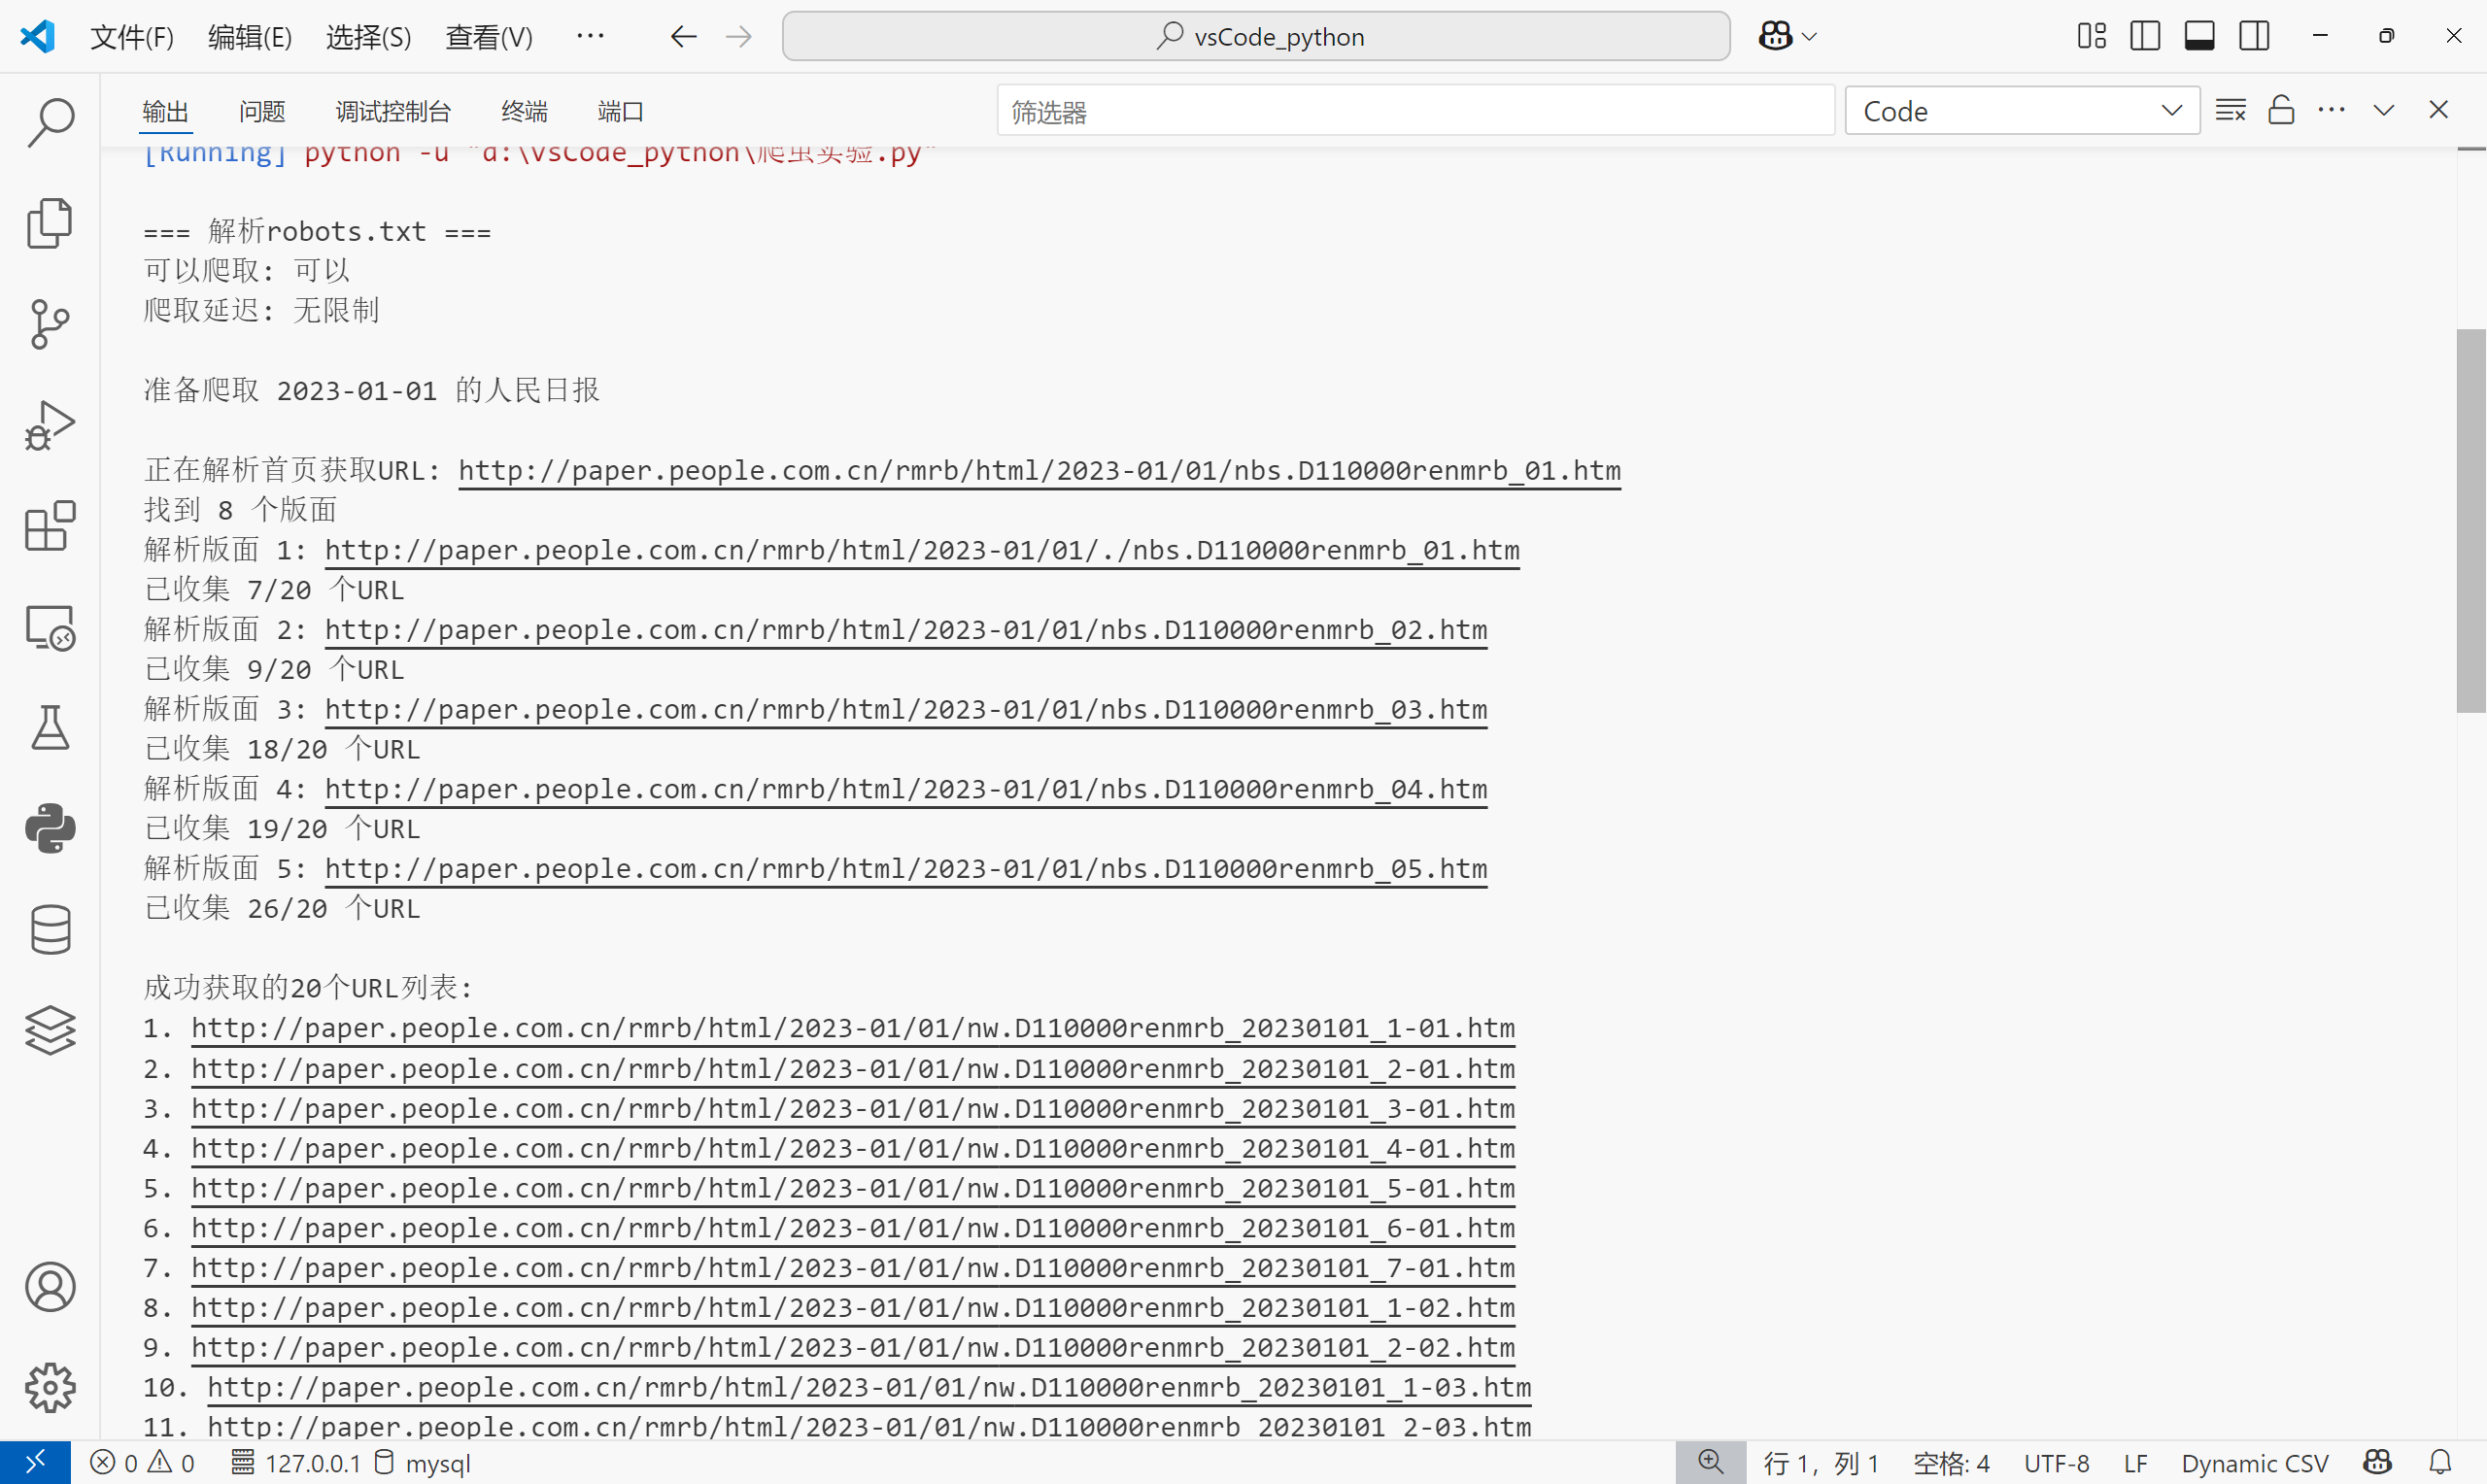 文件(F) 编辑(E) 选择(S) 查看(V) ··· vsCode_python
输出 问题 调试控制台 终端 端口 筛选器 Code
[Running] python -u "d:\vsCode_python\爬虫实验.py"
=== 解析robots.txt ===
可以爬取: 可以
爬取延迟: 无限制
准备爬取 2023-01-01 的人民日报
正在解析首页获取URL: http://paper.people.com.cn/rmrb/html/2023-01/01/nbs.D110000renmrb_01.htm
找到 8 个版面
解析版面 1: http://paper.people.com.cn/rmrb/html/2023-01/01/./nbs.D110000renmrb_01.htm
已收集 7/20 个URL
解析版面 2: http://paper.people.com.cn/rmrb/html/2023-01/01/nbs.D110000renmrb_02.htm
已收集 9/20 个URL
解析版面 3: http://paper.people.com.cn/rmrb/html/2023-01/01/nbs.D110000renmrb_03.htm
已收集 18/20 个URL
解析版面 4: http://paper.people.com.cn/rmrb/html/2023-01/01/nbs.D110000renmrb_04.htm
已收集 19/20 个URL
解析版面 5: http://paper.people.com.cn/rmrb/html/2023-01/01/nbs.D110000renmrb_05.htm
已收集 26/20 个URL
成功获取的20个URL列表:
1. http://paper.people.com.cn/rmrb/html/2023-01/01/nw.D110000renmrb_20230101_1-01.htm
2. http://paper.people.com.cn/rmrb/html/2023-01/01/nw.D110000renmrb_20230101_2-01.htm
3. http://paper.people.com.cn/rmrb/html/2023-01/01/nw.D110000renmrb_20230101_3-01.htm
4. http://paper.people.com.cn/rmrb/html/2023-01/01/nw.D110000renmrb_20230101_4-01.htm
5. http://paper.people.com.cn/rmrb/html/2023-01/01/nw.D110000renmrb_20230101_5-01.htm
6. http://paper.people.com.cn/rmrb/html/2023-01/01/nw.D110000renmrb_20230101_6-01.htm
7. http://paper.people.com.cn/rmrb/html/2023-01/01/nw.D110000renmrb_20230101_7-01.htm
8. http://paper.people.com.cn/rmrb/html/2023-01/01/nw.D110000renmrb_20230101_1-02.htm
9. http://paper.people.com.cn/rmrb/html/2023-01/01/nw.D110000renmrb_20230101_2-02.htm
10. http://paper.people.com.cn/rmrb/html/2023-01/01/nw.D110000renmrb_20230101_1-03.htm
11. http://paper.people.com.cn/rmrb/html/2023-01/01/nw.D110000renmrb_20230101_2-03.htm
0 0 127.0.0.1 mysql 行 1，列 1 空格: 4 UTF-8 LF Dynamic CSV